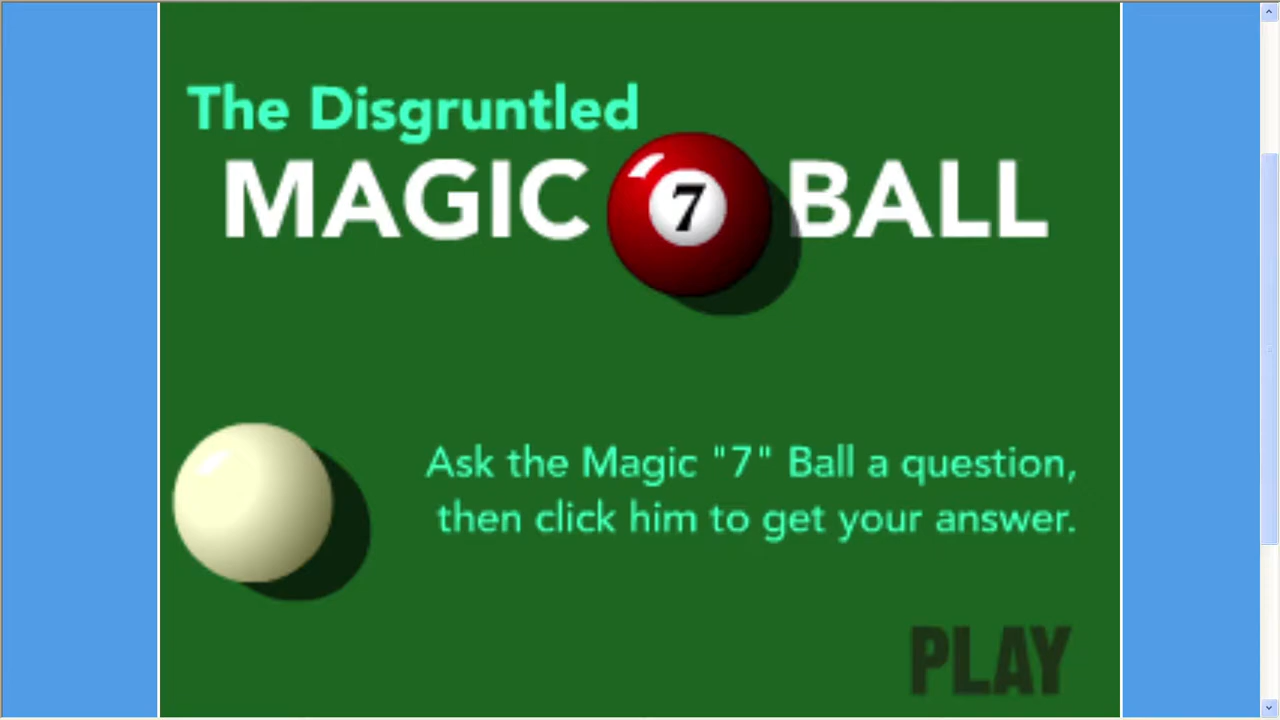 The Disgruntled
MAGIC 7 BALL
Ask the Magic "7" Ball a question,
then click him to get your answer.
PLAY